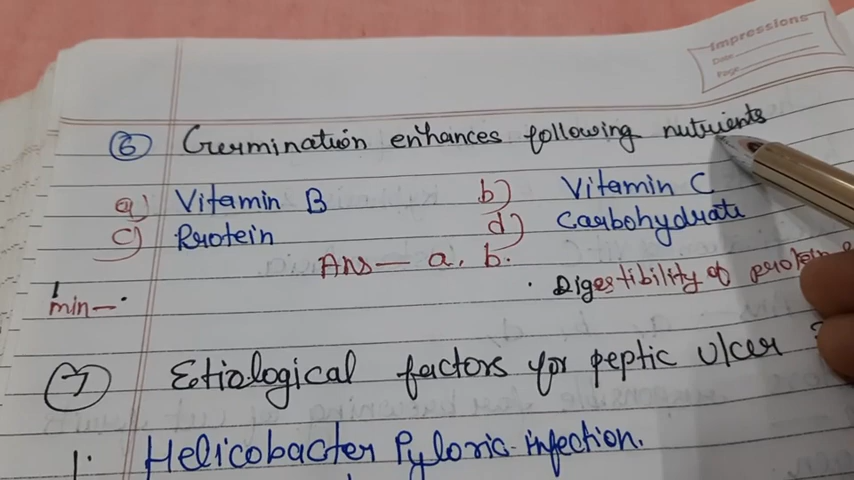 Impressions
Date
Page
⑥ Germination enhances following nutrients
a) Vitamin B b) Vitamin C
c) Protein d) Carbohydrate
Ans — a, b.
min — · · Digestibility of protein
⑦ Etiological factors for peptic ulcer ?
1. Helicobacter Pyloric infection.